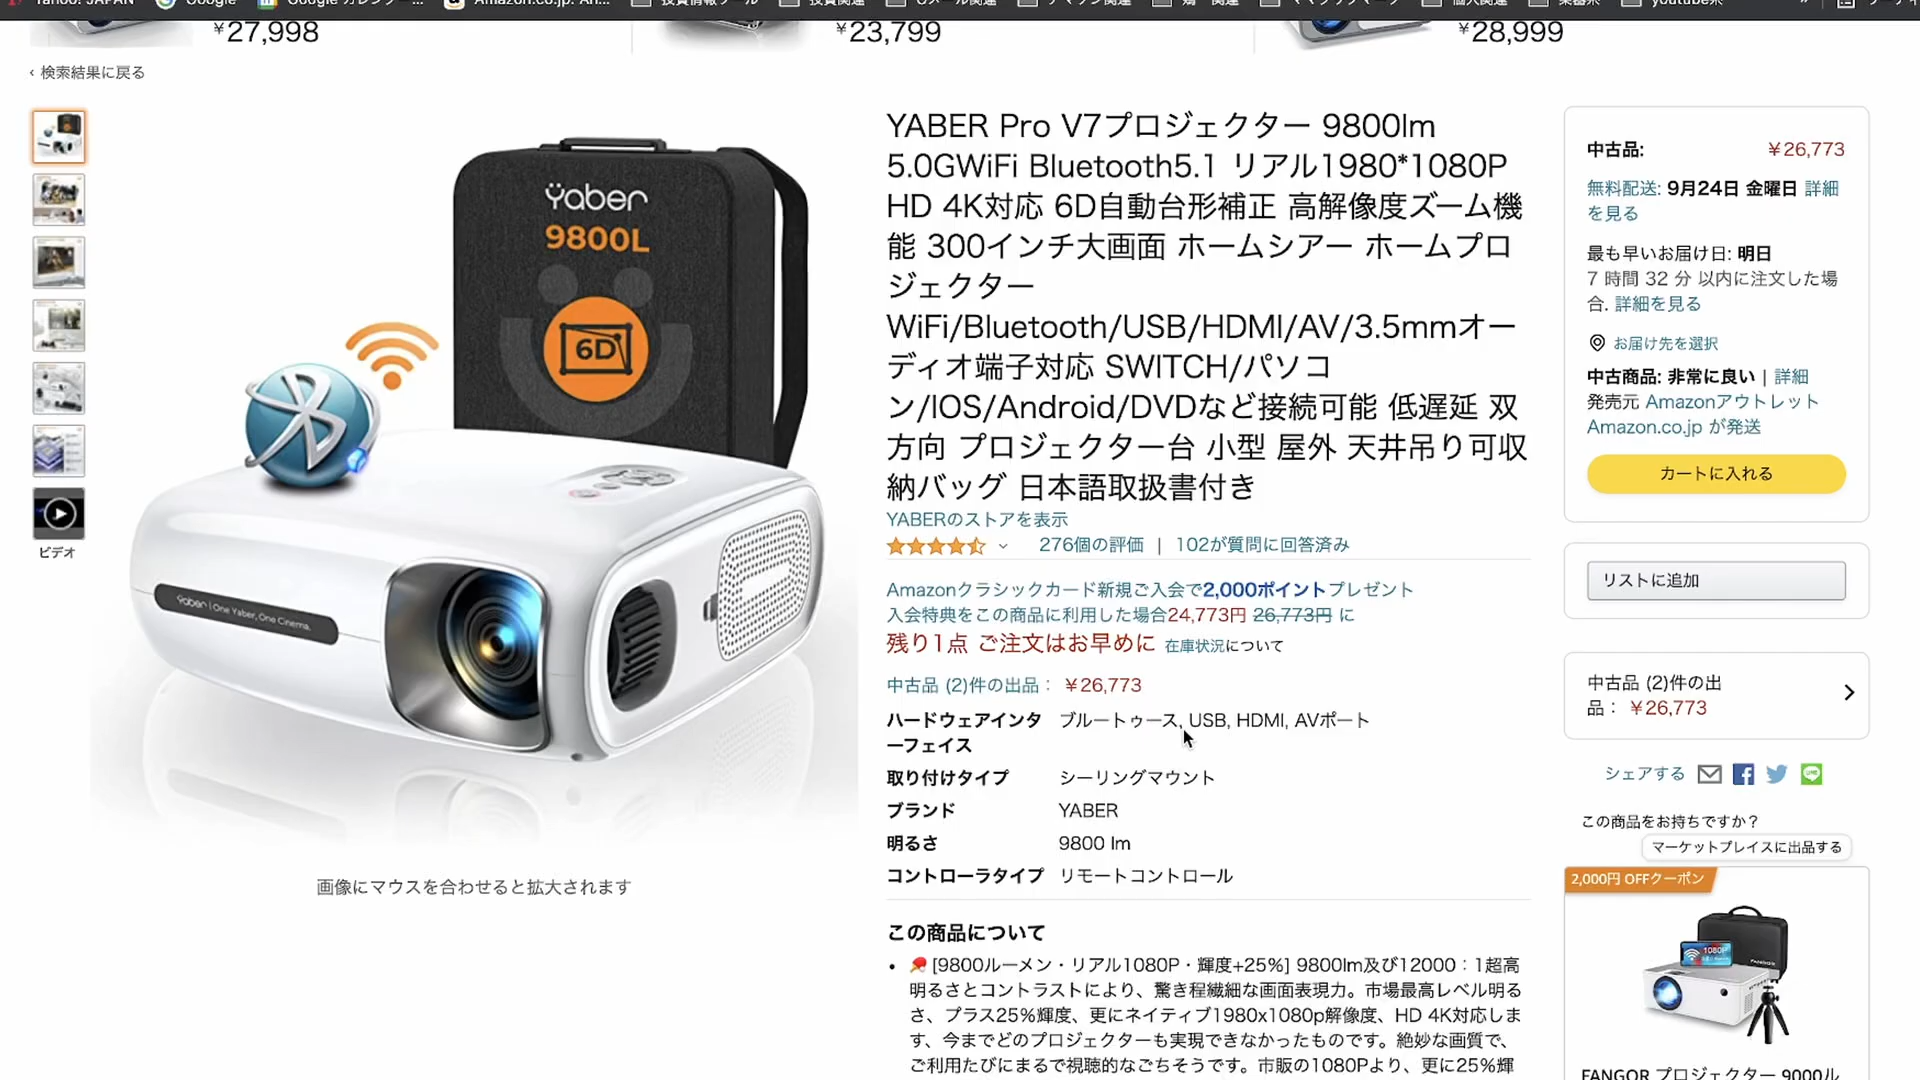 Yahoo! JAPAN
Google
Amazon.co.jp: An...
¥27,998
¥23,799
¥28,999
‹ 検索結果に戻る
Yaber
9800L
6D
Yaber | One Yaber, One Cinema.
ビデオ
画像にマウスを合わせると拡大されます
YABER Pro V7プロジェクター 9800lm
5.0GWiFi Bluetooth5.1 リアル1980*1080P
HD 4K対応 6D自動台形補正 高解像度ズーム機
能 300インチ大画面 ホームシアー ホームプロ
ジェクター
WiFi/Bluetooth/USB/HDMI/AV/3.5mmオー
ディオ端子対応 SWITCH/パソコ
ン/IOS/Android/DVDなど接続可能 低遅延 双
方向 プロジェクター台 小型 屋外 天井吊り可収
納バッグ 日本語取扱書付き
YABERのストアを表示
276個の評価 | 102が質問に回答済み
Amazonクラシックカード新規ご入会で2,000ポイントプレゼント
入会特典をこの商品に利用した場合24,773円 26,773円 に
残り1点 ご注文はお早めに 在庫状況について
中古品 (2)件の出品： ￥26,773
ハードウェアインタ
ーフェイス
ブルートゥース, USB, HDMI, AVポート
取り付けタイプ シーリングマウント
ブランド YABER
明るさ 9800 lm
コントローラタイプ リモートコントロール
この商品について
• [9800ルーメン・リアル1080P・輝度+25%] 9800lm及び12000：1超高
明るさとコントラストにより、驚き程繊細な画面表現力。市場最高レベル明る
さ、プラス25%輝度、更にネイティブ1980x1080p解像度、HD 4K対応しま
す、今までどのプロジェクターも実現できなかったものです。絶妙な画質で、
ご利用たびにまるで視聴的なごちそうです。市販の1080Pより、更に25%輝
中古品: ￥26,773
無料配送: 9月24日 金曜日 詳細
を見る
最も早いお届け日: 明日
7 時間 32 分 以内に注文した場
合. 詳細を見る
お届け先を選択
中古商品: 非常に良い | 詳細
発売元 Amazonアウトレット
Amazon.co.jp が発送
カートに入れる
リストに追加
中古品 (2)件の出
品： ￥26,773
シェアする
この商品をお持ちですか？
マーケットプレイスに出品する
2,000円 OFFクーポン
1080P
FANGOR プロジェクター 9000ル